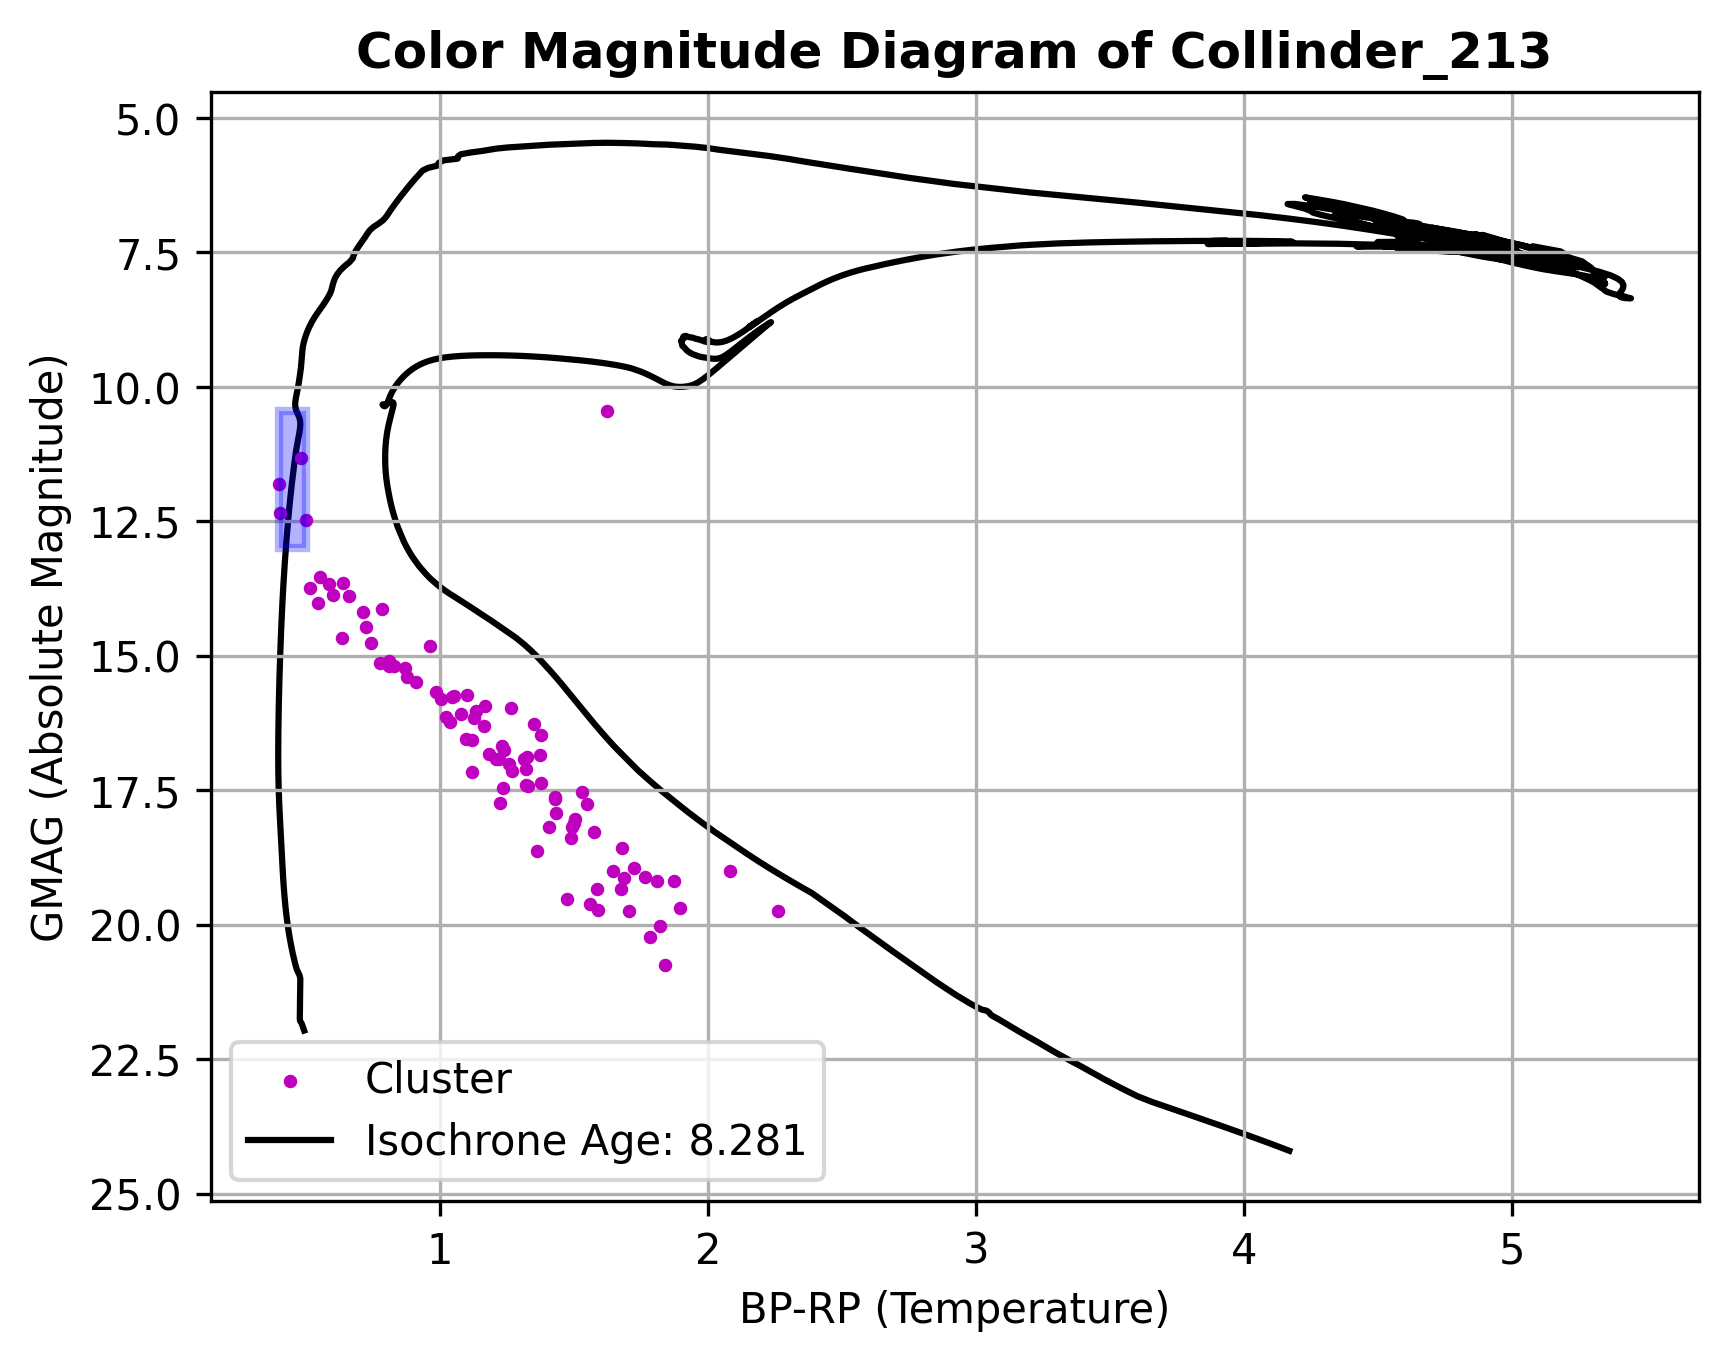 Color Magnitude Diagram of Collinder_213
GMAG (Absolute Magnitude)
5.0
7.5
10.0
12.5
15.0
17.5
20.0
22.5
25.0
Cluster
Isochrone Age: 8.281
1 2 3 4 5
BP-RP (Temperature)